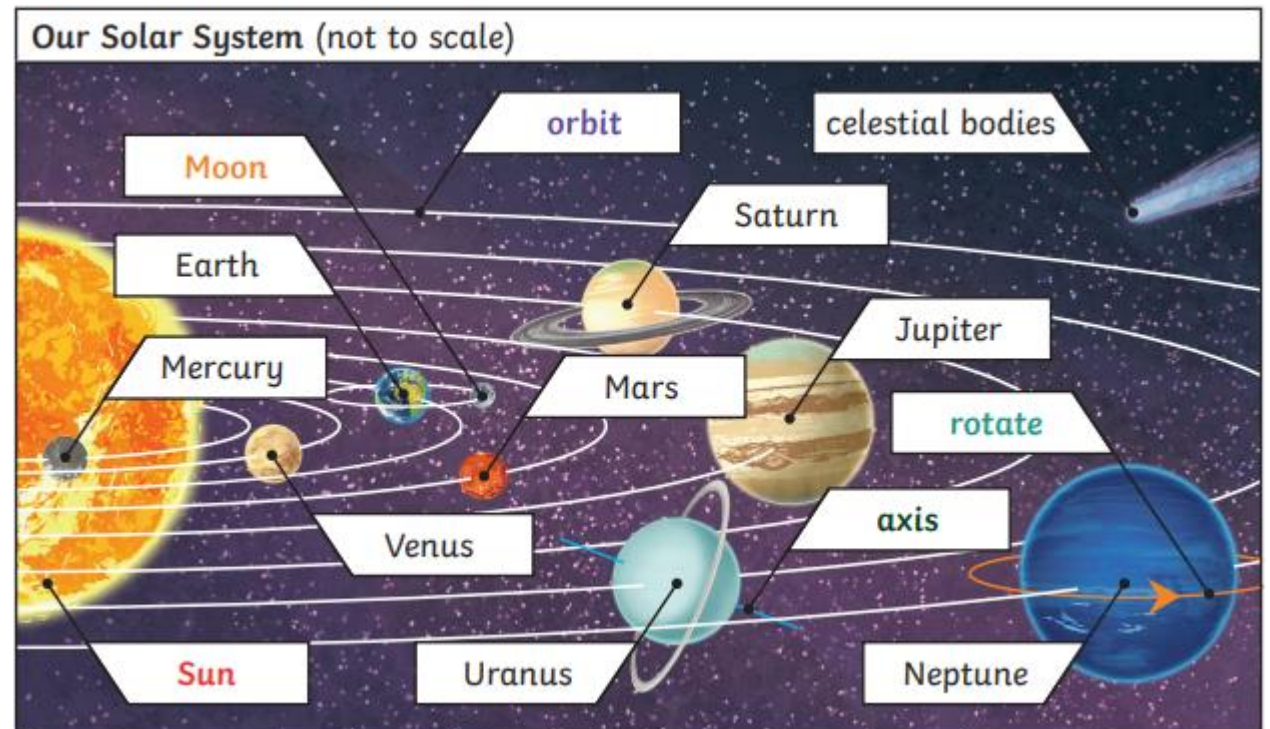 Our Solar System (not to scale)
orbit
celestial bodies
Moon
Saturn
Earth
Jupiter
Mercury
Mars
rotate
axis
Venus
Sun
Uranus
Neptune